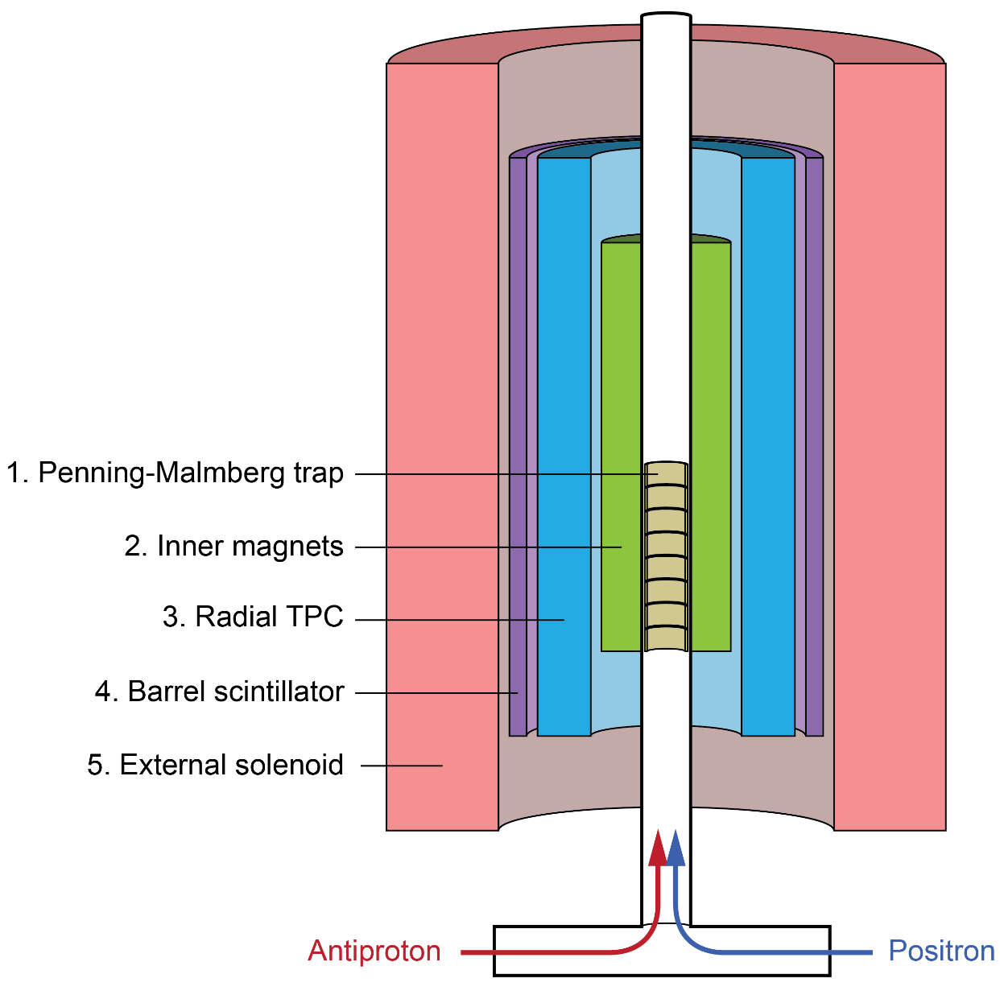 1. Penning-Malmberg trap
2. Inner magnets
3. Radial TPC
4. Barrel scintillator
5. External solenoid
Antiproton
Positron